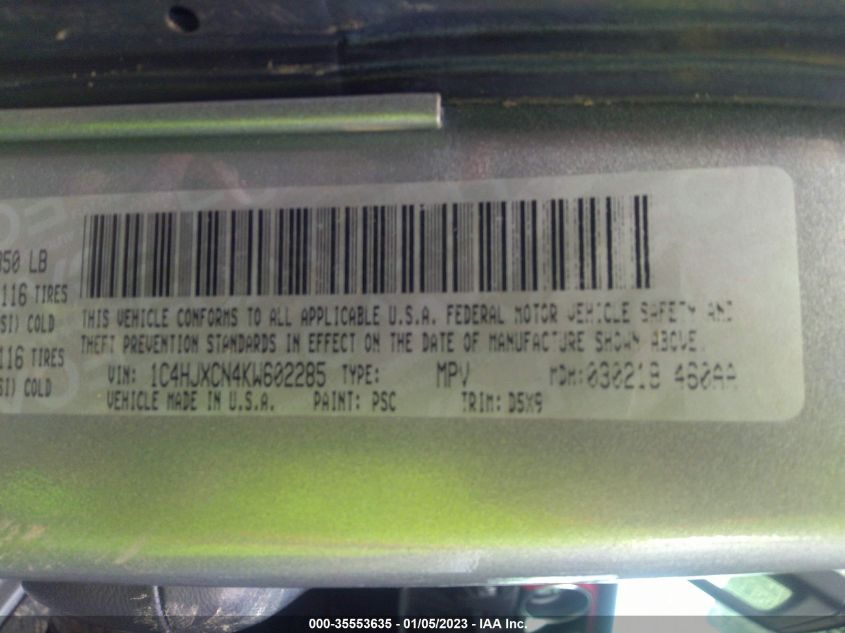 850 LB
116 TIRES
SI) COLD
116 TIRES
SI) COLD
THIS VEHICLE CONFORMS TO ALL APPLICABLE U.S.A. FEDERAL MOTOR VEHICLE SAFETY AND
THEFT PREVENTION STANDARDS IN EFFECT ON THE DATE OF MANUFACTURE SHOWN ABOVE.
VIN: 1C4HJXCN4KW602285 TYPE: MPV MDH:030219 460AA
VEHICLE MADE IN U.S.A. PAINT: PSC TRIM: D5X9
000-35553635 - 01/05/2023 - IAA Inc.